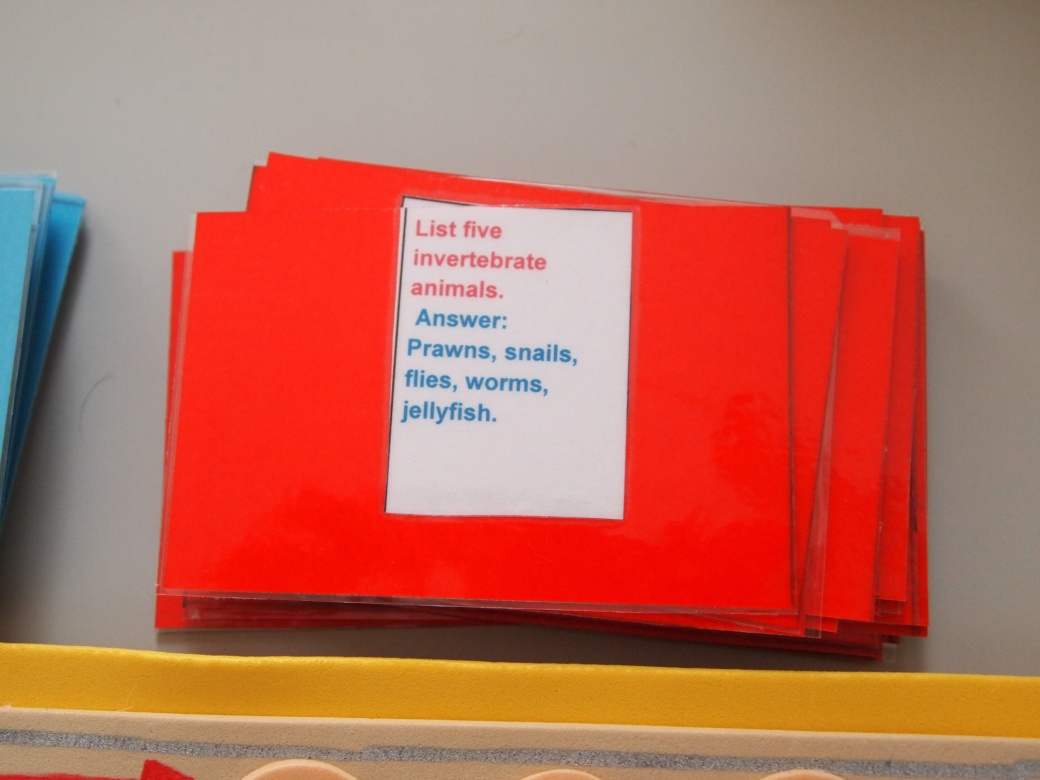 List five
invertebrate
animals.
Answer:
Prawns, snails,
flies, worms,
jellyfish.